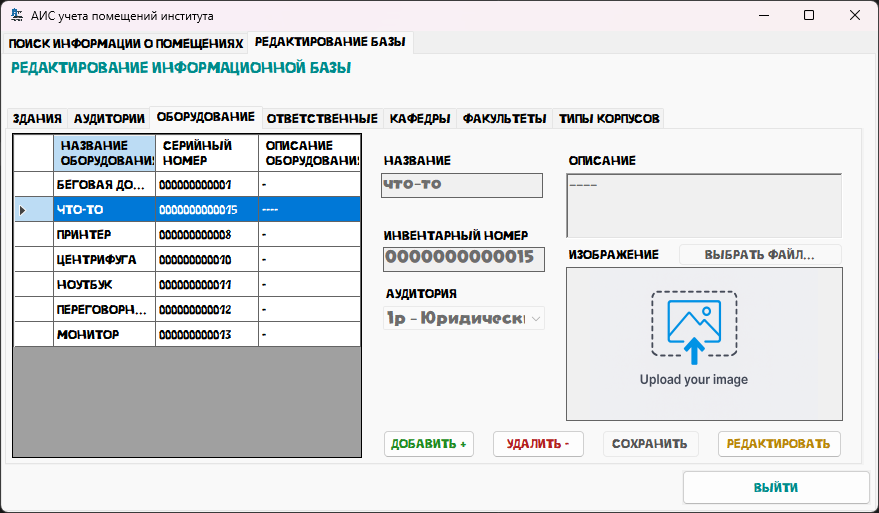 АИС учета помещений института
ПОИСК ИНФОРМАЦИИ О ПОМЕЩЕНИЯХ РЕДАКТИРОВАНИЕ БАЗЫ
РЕДАКТИРОВАНИЕ ИНФОРМАЦИОННОЙ БАЗЫ
ЗДАНИЯ АУДИТОРИИ ОБОРУДОВАНИЕ ОТВЕТСТВЕННЫЕ КАФЕДРЫ ФАКУЛЬТЕТЫ ТИПЫ КОРПУСОВ
НАЗВАНИЕ СЕРИЙНЫЙ ОПИСАНИЕ
ОБОРУДОВАНИЯ НОМЕР ОБОРУДОВАНИЯ
БЕГОВАЯ ДО... 000000000001 -
ЧТО-ТО 0000000000015 ----
ПРИНТЕР 000000000008 -
ЦЕНТРИФУГА 000000000010 -
НОУТБУК 000000000011 -
ПЕРЕГОВОРН... 000000000012 -
МОНИТОР 000000000013 -
НАЗВАНИЕ
ЧТО-ТО
ИНВЕНТАРНЫЙ НОМЕР
0000000000015
АУДИТОРИЯ
1р - Юридически
ОПИСАНИЕ
----
ИЗОБРАЖЕНИЕ ВЫБРАТЬ ФАЙЛ...
Upload your image
ДОБАВИТЬ + УДАЛИТЬ - СОХРАНИТЬ РЕДАКТИРОВАТЬ
ВЫЙТИ